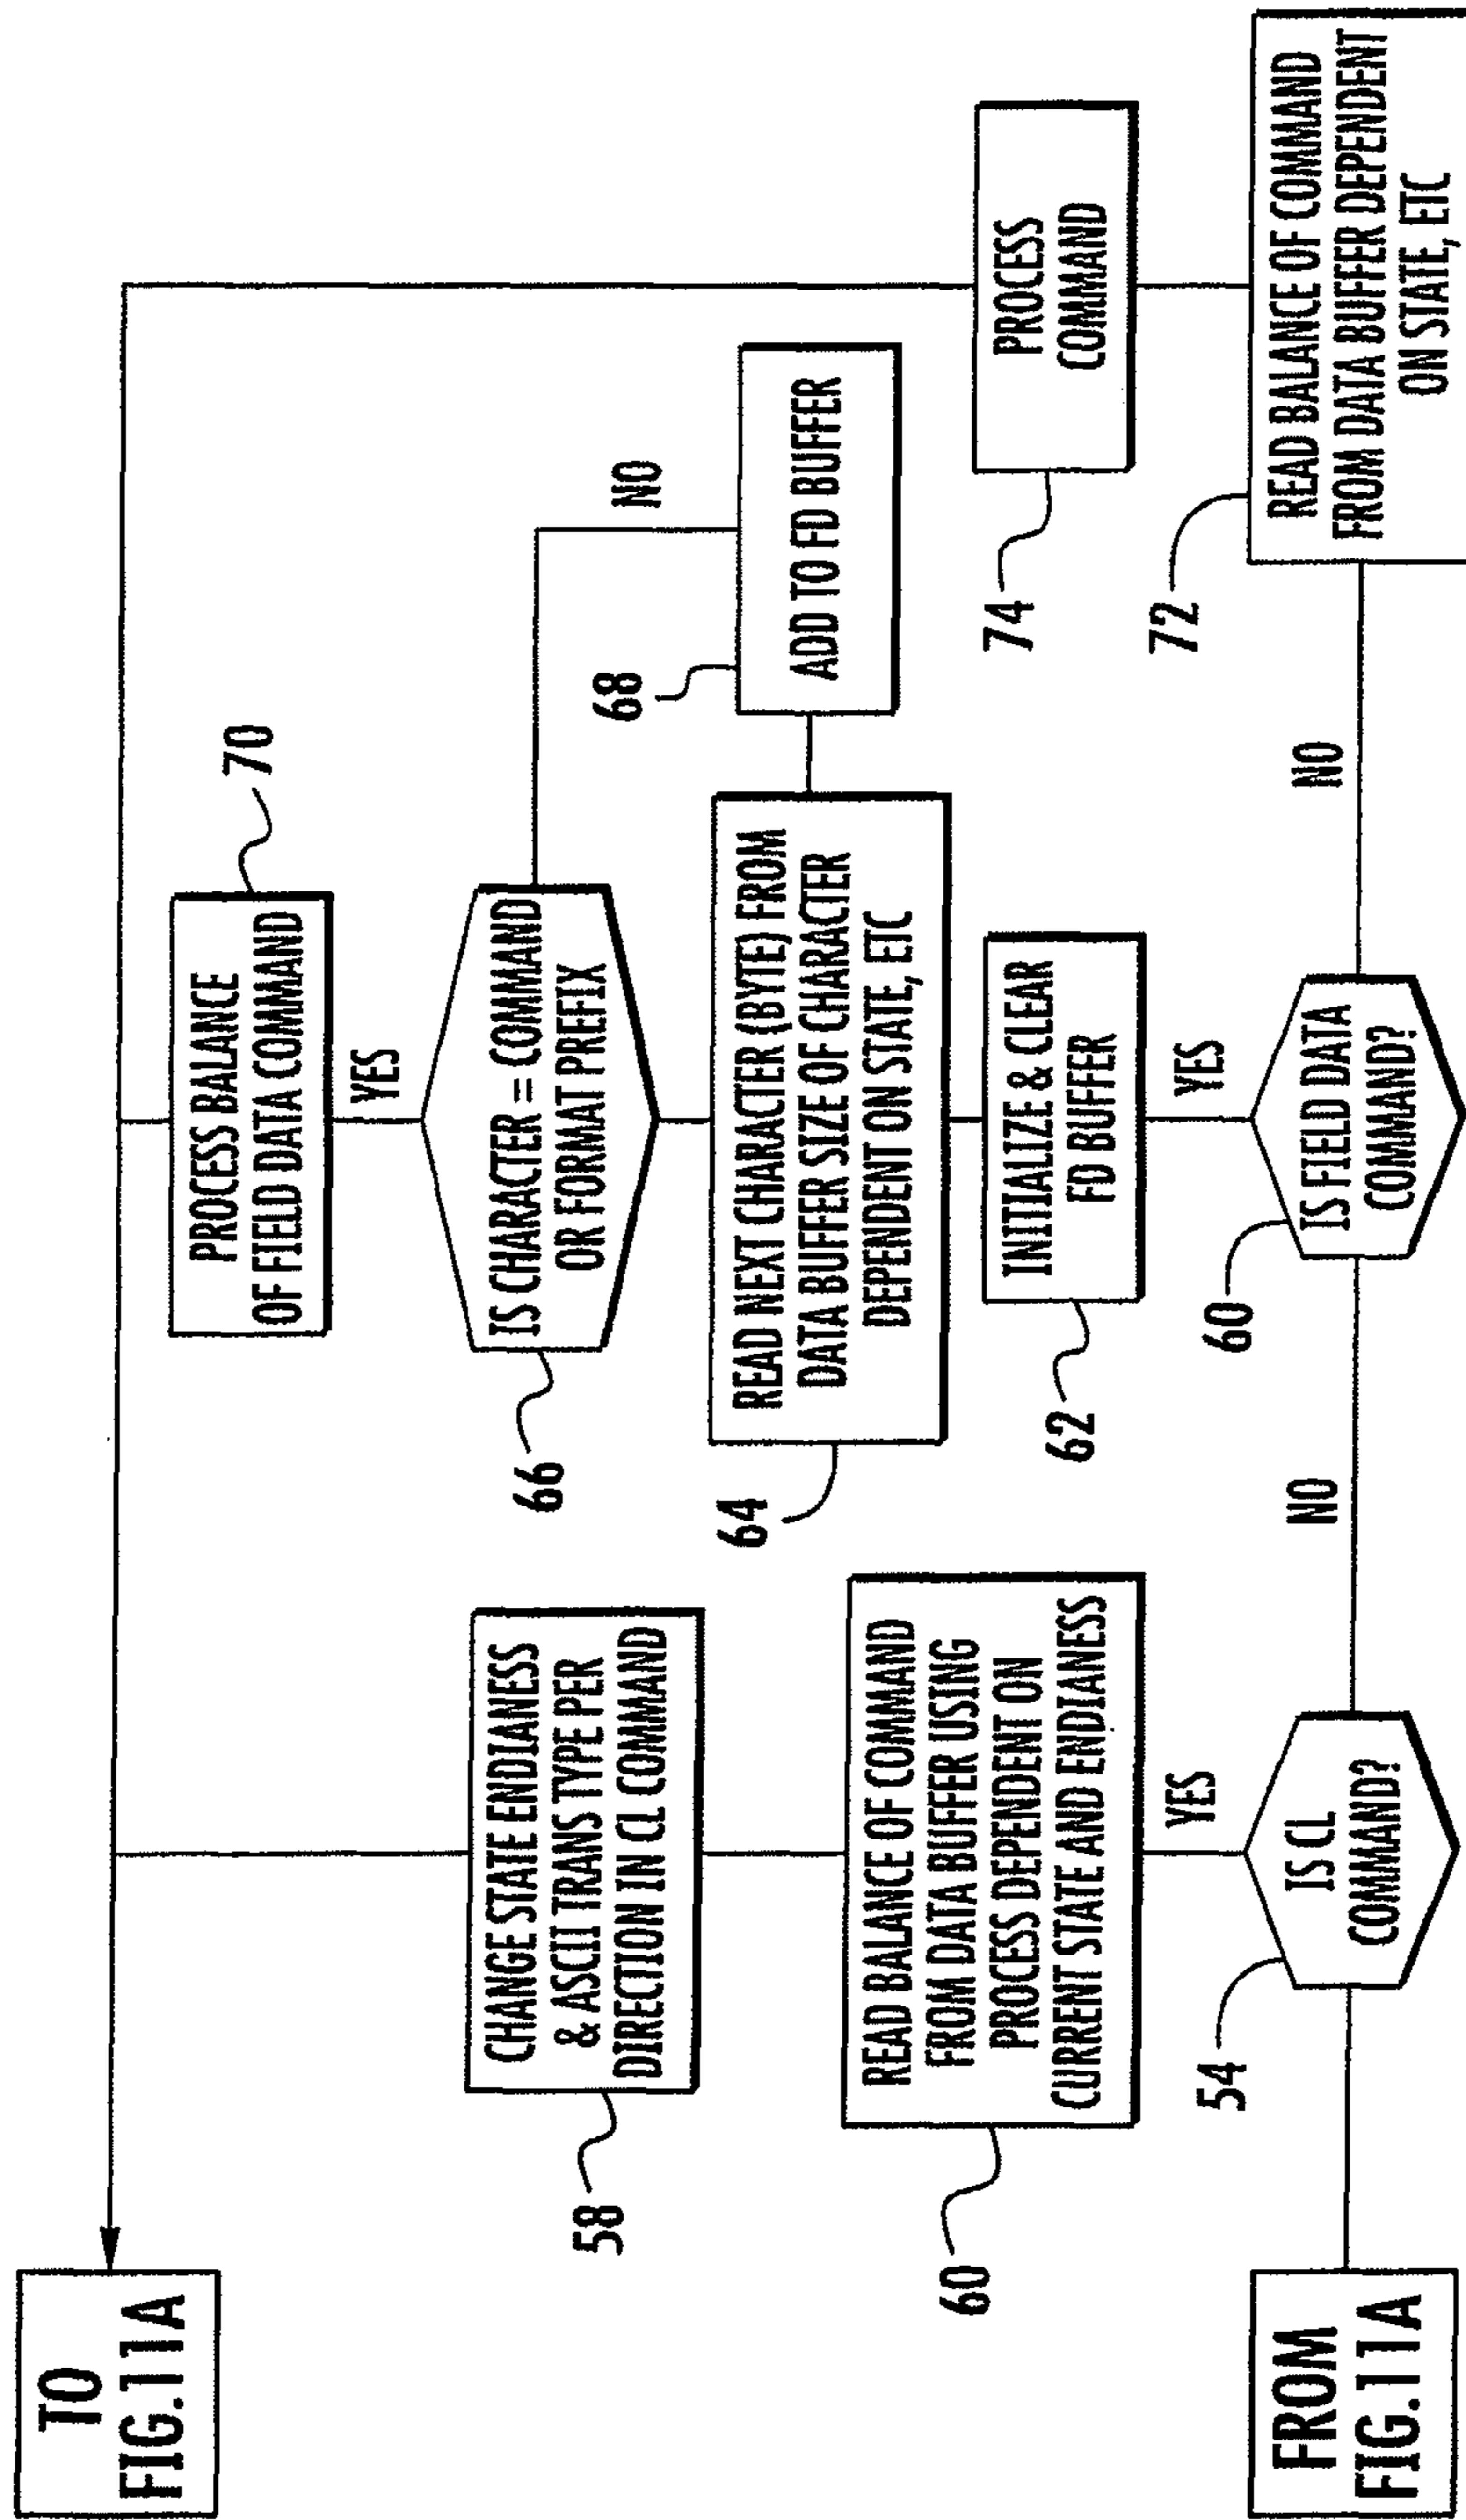 TO
FIG.11A
PROCESS BALANCE
OF FIELD DATA COMMAND
70
YES
IS CHARACTER = COMMAND
OR FORMAT PREFIX
66
NO
CHANGE STATE ENDIANESS
& ASCII TRANS TYPE PER
DIRECTION IN CL COMMAND
58
READ NEXT CHARACTER (BYTE) FROM
DATA BUFFER SIZE OF CHARACTER
DEPENDENT ON STATE, ETC
64
68
ADD TO FD BUFFER
READ BALANCE OF COMMAND
FROM DATA BUFFER USING
PROCESS DEPENDENT ON
CURRENT STATE AND ENDIANESS
60
INITIALIZE & CLEAR
FD BUFFER
62
PROCESS
COMMAND
74
YES
YES
FROM
FIG.11A
54
IS CL
COMMAND?
NO
60
IS FIELD DATA
COMMAND?
NO
72
READ BALANCE OF COMMAND
FROM DATA BUFFER DEPENDENT
ON STATE, ETC